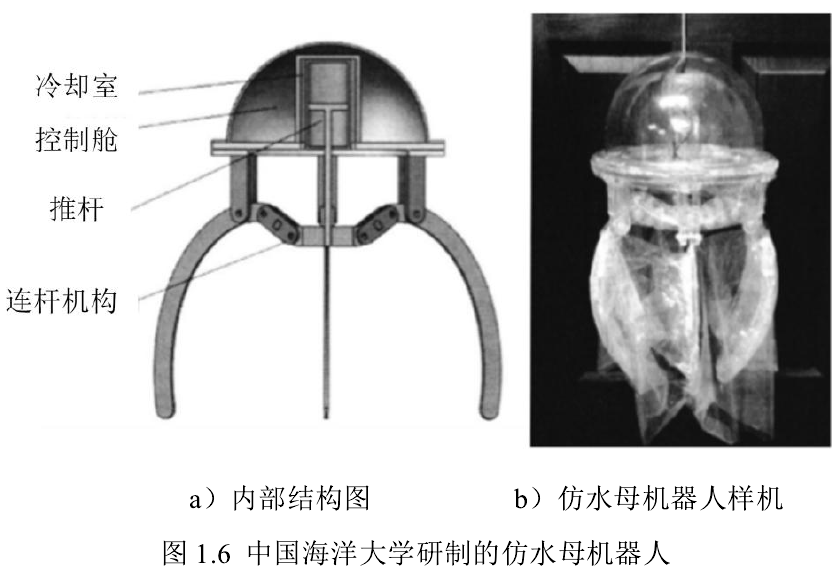 冷却室
控制舱
推杆
连杆机构
a）内部结构图
b）仿水母机器人样机
图 1.6 中国海洋大学研制的仿水母机器人